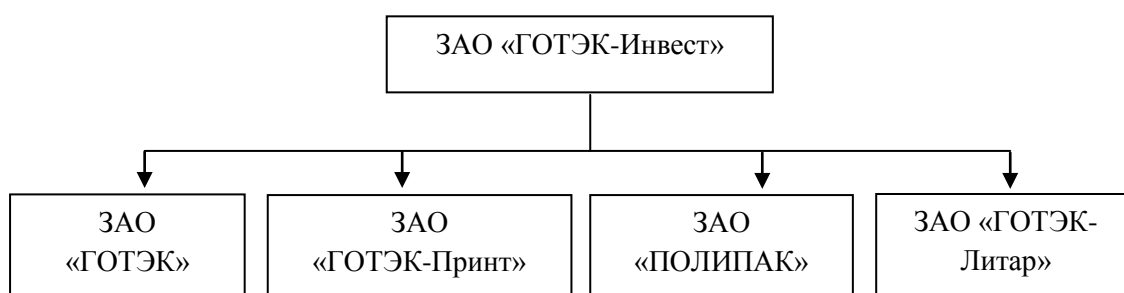 ЗАО «ГОТЭК-Инвест»
ЗАО
«ГОТЭК»
ЗАО
«ГОТЭК-Принт»
ЗАО
«ПОЛИПАК»
ЗАО «ГОТЭК-
Литар»